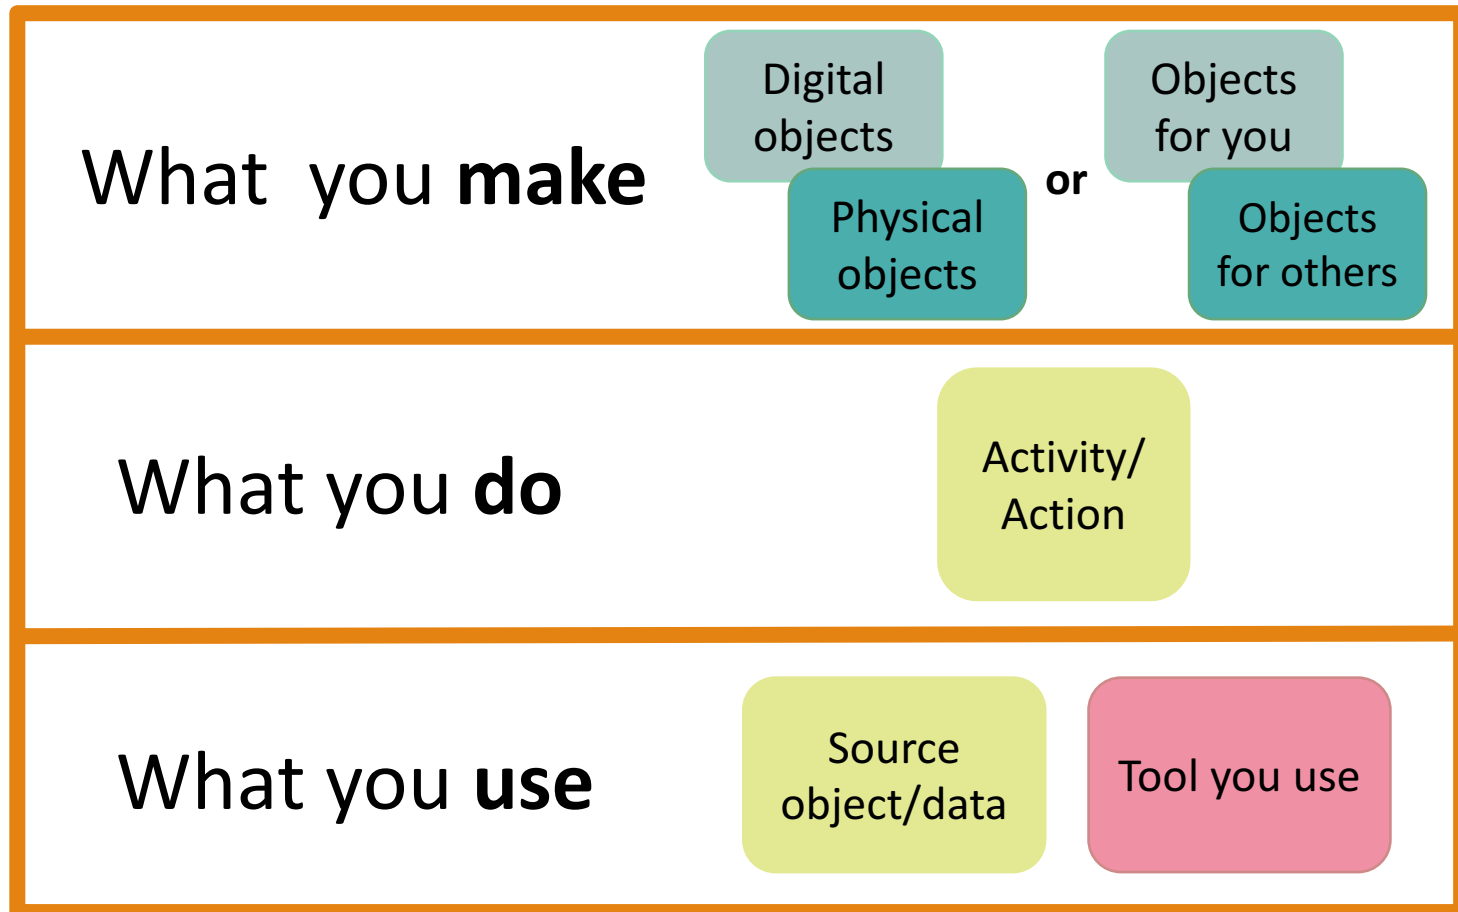 What  you make
Digital
objects
Physical
objects
or
Objects
for you
Objects
for others
What you do
Activity/
Action
What you use
Source
object/data
Tool you use